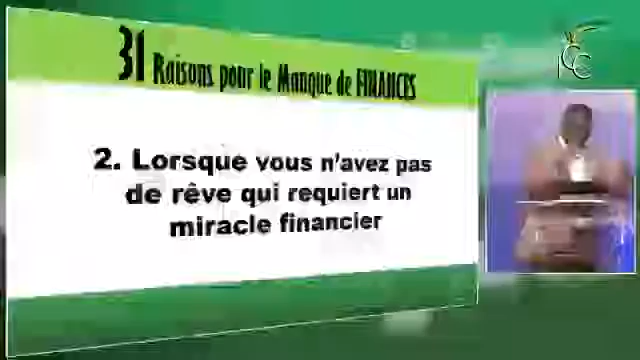 31 Raisons pour le Manque de FINANCES
2. Lorsque vous n'avez pas
de rêve qui requiert un
miracle financier